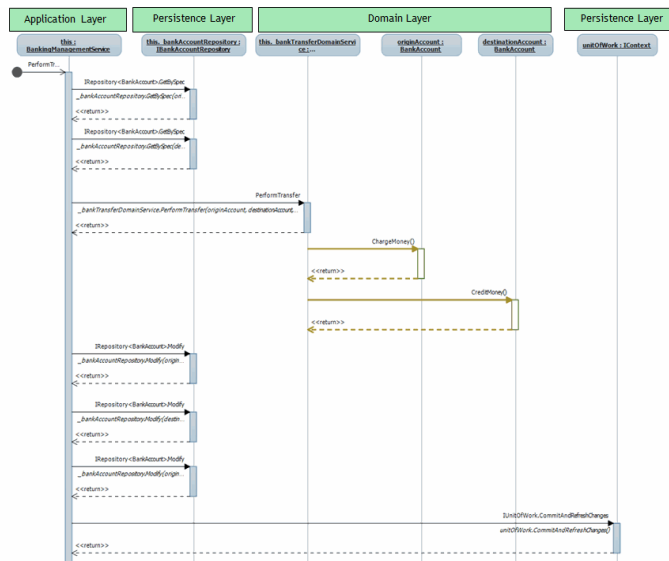 Application Layer
Persistence Layer
Domain Layer
Persistence Layer
this :
BankingManagementService
this._bankAccountRepository :
IBankAccountRepository
this._bankTransferDomainServi
ce :...
originAccount :
BankAccount
destinationAccount :
BankAccount
unitOfWork : IContext
PerformTr...
IRepository<BankAccount>.GetBySpec
_bankAccountRepository.GetBySpec(ori...
<<return>>
IRepository<BankAccount>.GetBySpec
_bankAccountRepository.GetBySpec(de...
<<return>>
PerformTransfer
_bankTransferDomainService.PerformTransfer(originAccount, destinationAccount,...
<<return>>
ChargeMoney()
<<return>>
CreditMoney()
<<return>>
IRepository<BankAccount>.Modify
_bankAccountRepository.Modify(origin...
<<return>>
IRepository<BankAccount>.Modify
_bankAccountRepository.Modify(destin...
<<return>>
IRepository<BankAccount>.Modify
_bankAccountRepository.Modify(origin...
<<return>>
IUnitOfWork.CommitAndRefreshChanges
unitOfWork.CommitAndRefreshChanges()
<<return>>